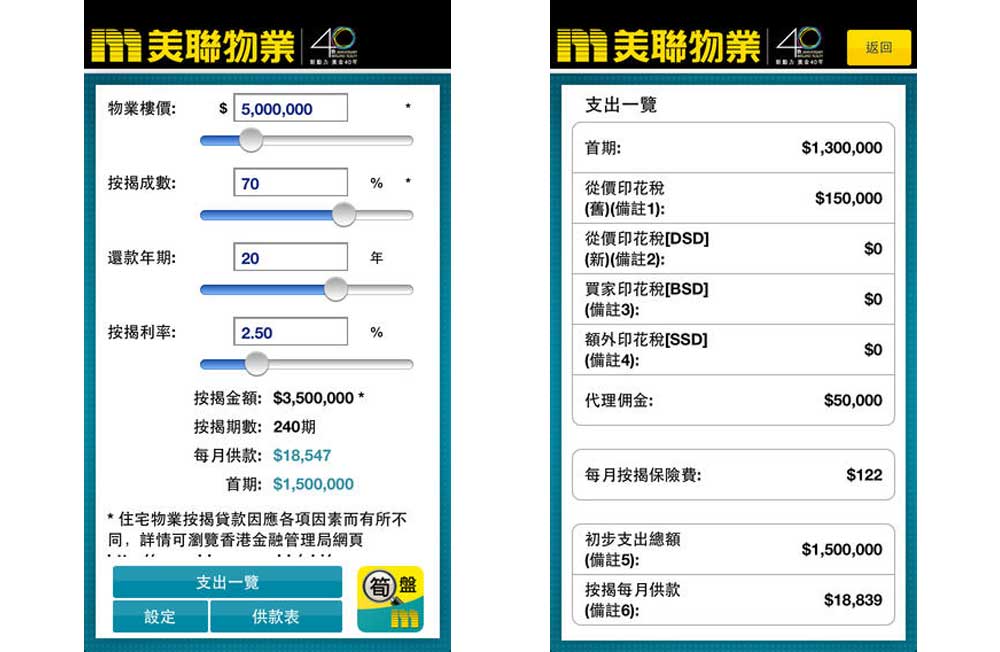 美聯物業
40
物業樓價: $ 5,000,000 *
按揭成數: 70 % *
還款年期: 20 年
按揭利率: 2.50 %
按揭金額: $3,500,000 *
按揭期數: 240期
每月供款: $18,547
首期: $1,500,000
* 住宅物業按揭貸款因應各項因素而有所不
同，詳情可瀏覽香港金融管理局網頁
支出一覽
設定 供款表
筍盤
美聯物業
40
返回
支出一覽
首期: $1,300,000
從價印花稅
(舊)(備註1): $150,000
從價印花稅[DSD]
(新)(備註2): $0
買家印花稅[BSD]
(備註3): $0
額外印花稅[SSD]
(備註4): $0
代理佣金: $50,000
每月按揭保險費: $122
初步支出總額
(備註5): $1,500,000
按揭每月供款
(備註6): $18,839